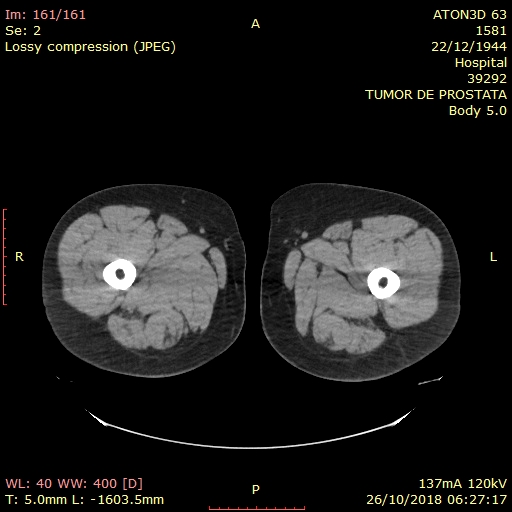 Im: 161/161
Se: 2
Lossy compression (JPEG)
A
ATON3D 63
1581
22/12/1944
Hospital
39292
TUMOR DE PROSTATA
Body 5.0
R
L
WL: 40 WW: 400 [D]
T: 5.0mm L: -1603.5mm
P
137mA 120kV
26/10/2018 06:27:17